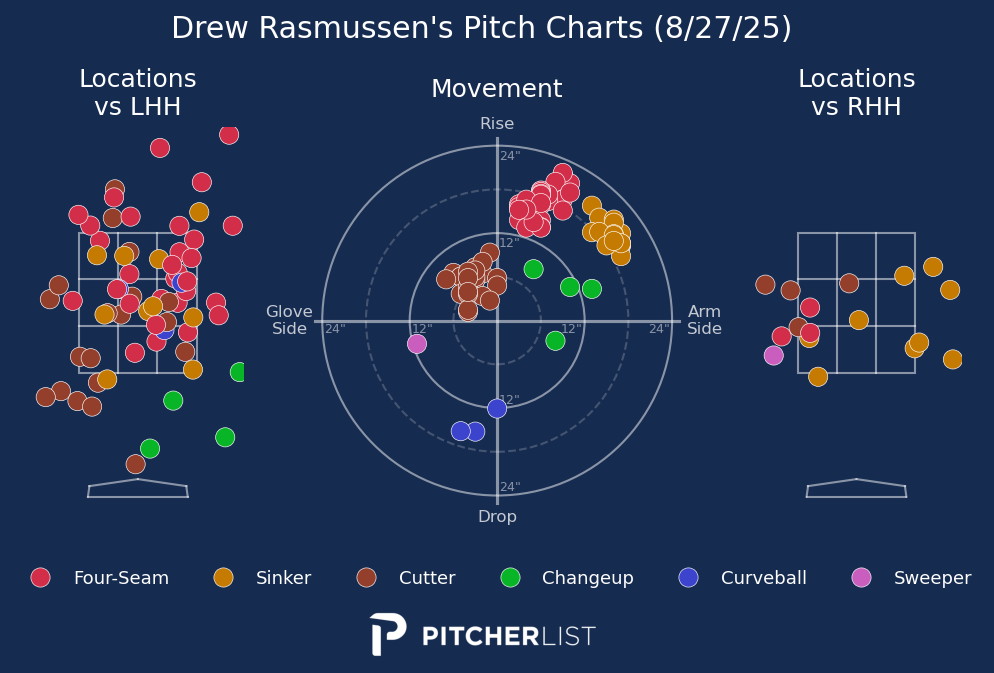 Drew Rasmussen's Pitch Charts (8/27/25)
Locations
vs LHH
Movement
Locations
vs RHH
Rise
24"
12"
Glove
Side
24"
12"
12"
24"
Arm
Side
12"
24"
Drop
Four-Seam
Sinker
Cutter
Changeup
Curveball
Sweeper
PITCHERLIST